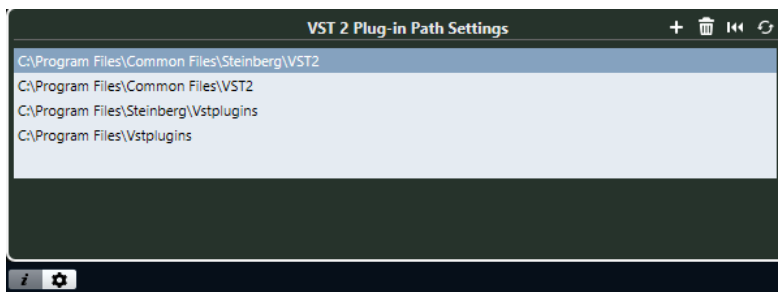 VST 2 Plug-in Path Settings
C:\Program Files\Common Files\Steinberg\VST2
C:\Program Files\Common Files\VST2
C:\Program Files\Steinberg\Vstplugins
C:\Program Files\Vstplugins
i